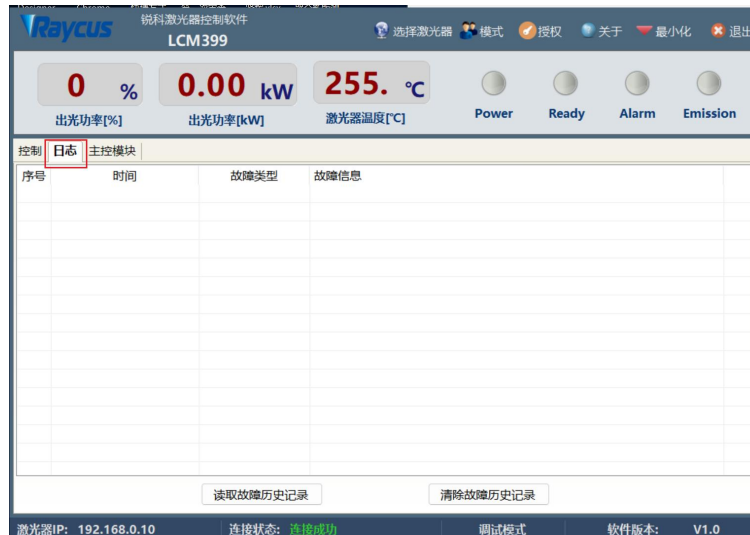 Raycus 锐科激光器控制软件
LCM399
选择激光器 模式 授权 关于 最小化 退出
0 % 0.00 kW 255. ℃
出光功率[%] 出光功率[kW] 激光器温度[℃] Power Ready Alarm Emission
控制 日志 主控模块
序号 时间 故障类型 故障信息
读取故障历史记录 清除故障历史记录
激光器IP: 192.168.0.10 连接状态: 连接成功 调试模式 软件版本: V1.0